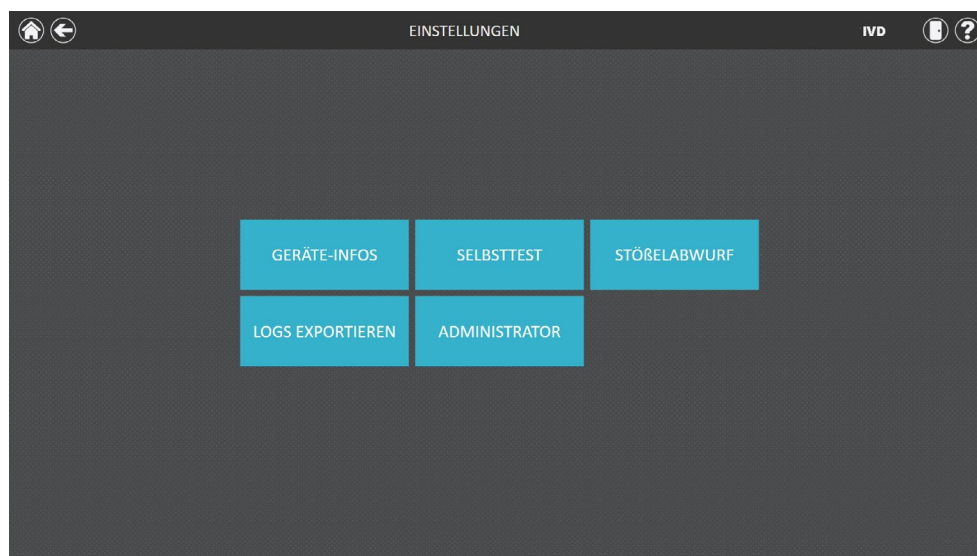 EINSTELLUNGEN IVD ?
GERÄTE-INFOS SELBSTTEST STÖßELABWURF
LOGS EXPORTIEREN ADMINISTRATOR